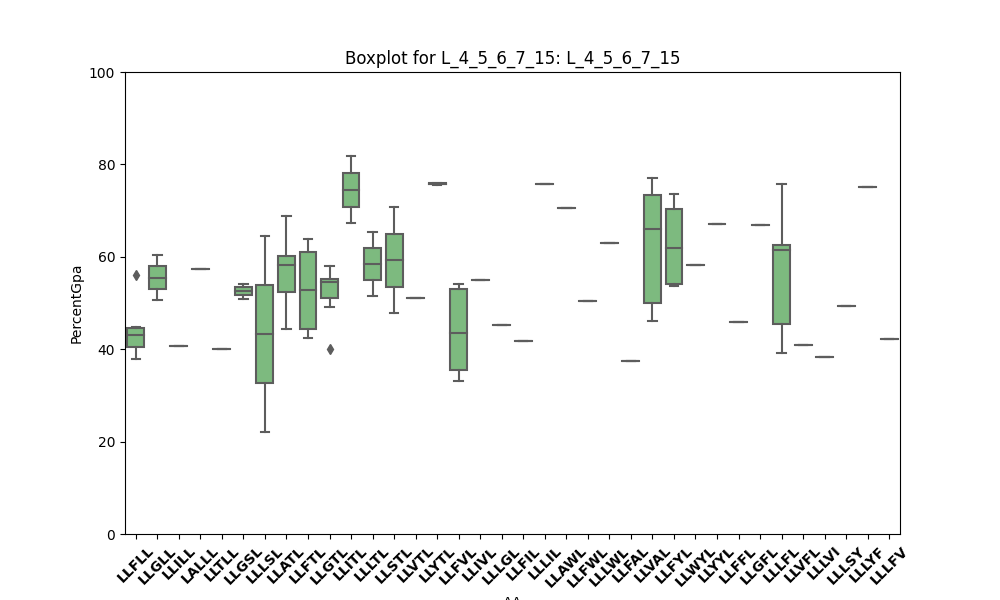 Boxplot for L_4_5_6_7_15: L_4_5_6_7_15
PercentGpa
100
80
60
40
20
0
LLFLL LLGLL LLILL LALLL LLTLL LLGSL LLLSL LLATL LLFTL LLGTL LLITL LLLTL LLSTL LLVTL LLYTL LLFVL LLIVL LLLGL LLFIL LLLIL LLAWL LLFWL LLLWL LLFAL LLVAL LLFYL LLWYL LLYYL LLFFL LLGFL LLLFL LLVFL LLLVI LLLSY LLLYF LLLFV